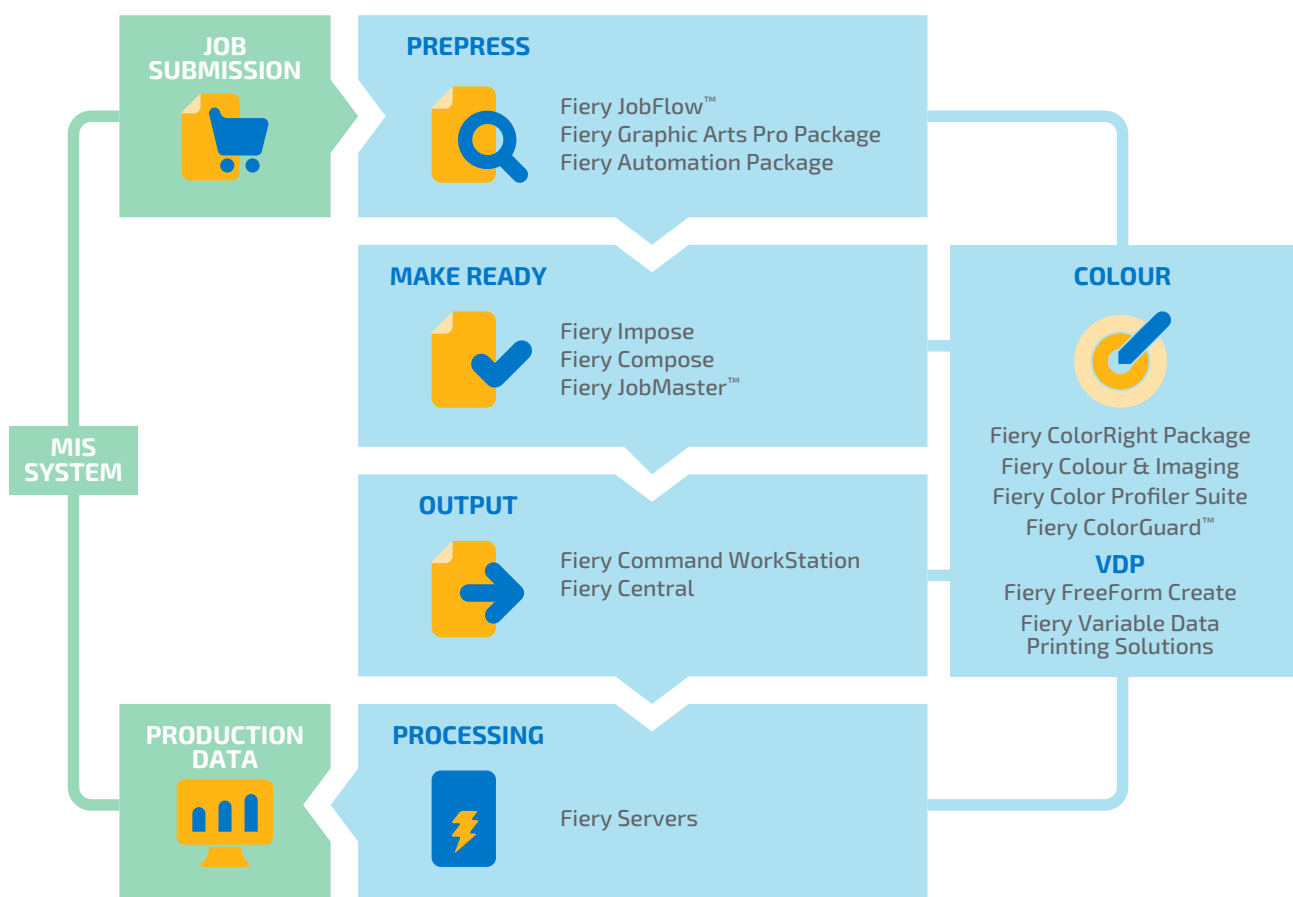 JOB
SUBMISSION
PREPRESS
Fiery JobFlow™
Fiery Graphic Arts Pro Package
Fiery Automation Package
MAKE READY
Fiery Impose
Fiery Compose
Fiery JobMaster™
COLOUR
Fiery ColorRight Package
Fiery Colour & Imaging
Fiery Color Profiler Suite
Fiery ColorGuard™
VDP
Fiery FreeForm Create
Fiery Variable Data
Printing Solutions
MIS
SYSTEM
OUTPUT
Fiery Command WorkStation
Fiery Central
PRODUCTION
DATA
PROCESSING
Fiery Servers